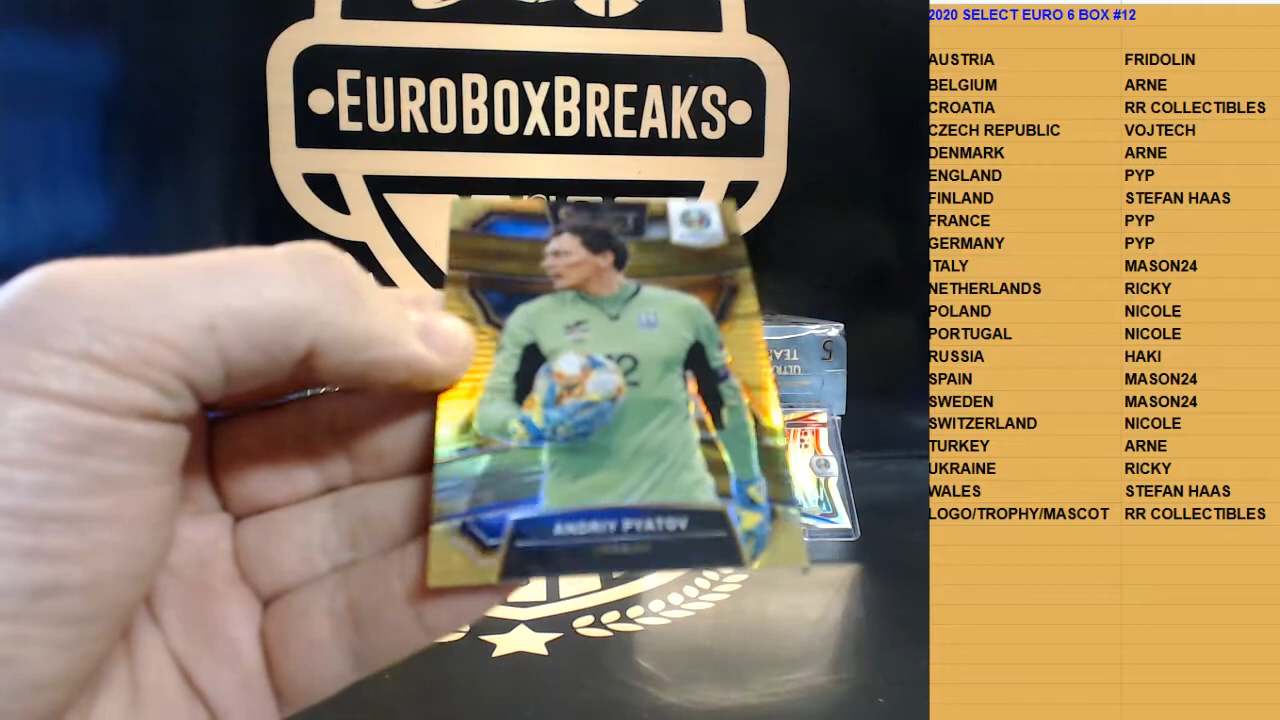 EUROBOXBREAKS
SELECT
12
ANDRIY PYATOV
5
2020 SELECT EURO 6 BOX #12
AUSTRIA FRIDOLIN
BELGIUM ARNE
CROATIA RR COLLECTIBLES
CZECH REPUBLIC VOJTECH
DENMARK ARNE
ENGLAND PYP
FINLAND STEFAN HAAS
FRANCE PYP
GERMANY PYP
ITALY MASON24
NETHERLANDS RICKY
POLAND NICOLE
PORTUGAL NICOLE
RUSSIA HAKI
SPAIN MASON24
SWEDEN MASON24
SWITZERLAND NICOLE
TURKEY ARNE
UKRAINE RICKY
WALES STEFAN HAAS
LOGO/TROPHY/MASCOT RR COLLECTIBLES